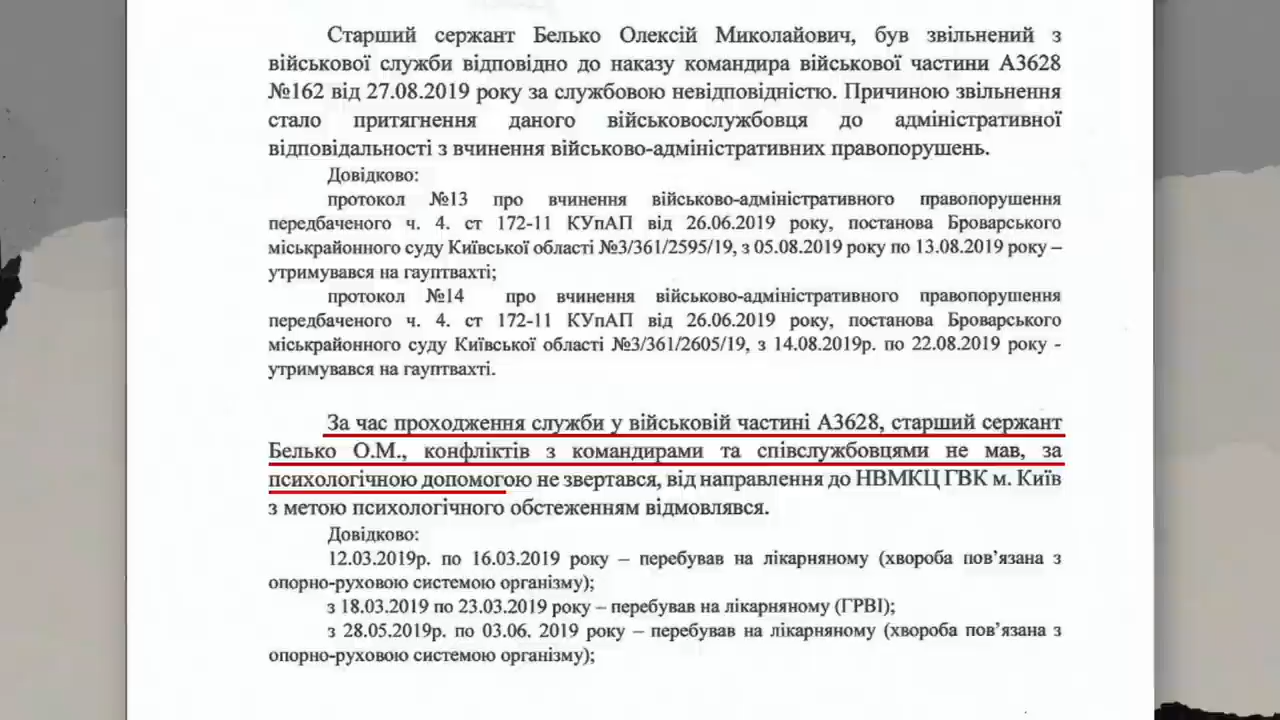 Старший сержант Белько Олексій Миколайович, був звільнений з
військової служби відповідно до наказу командира військової частини А3628
№162 від 27.08.2019 року за службовою невідповідністю. Причиною звільнення
стало притягнення даного військовослужбовця до адміністративної
відповідальності з вчинення військово-адміністративних правопорушень.
Довідково:
протокол №13 про вчинення військово-адміністративного правопорушення
передбаченого ч. 4. ст 172-11 КУпАП від 26.06.2019 року, постанова Броварського
міськрайонного суду Київської області №3/361/2595/19, з 05.08.2019 року по 13.08.2019 року –
утримувався на гауптвахті;
протокол №14 про вчинення військово-адміністративного правопорушення
передбаченого ч. 4. ст 172-11 КУпАП від 26.06.2019 року, постанова Броварського
міськрайонного суду Київської області №3/361/2605/19, з 14.08.2019р. по 22.08.2019 року -
утримувався на гауптвахті.
За час проходження служби у військовій частині А3628, старший сержант
Белько О.М., конфліктів з командирами та співслужбовцями не мав, за
психологічною допомогою не звертався, від направлення до НВМКЦ ГВК м. Київ
з метою психологічного обстеженням відмовлявся.
Довідково:
12.03.2019р. по 16.03.2019 року – перебував на лікарняному (хвороба пов’язана з
опорно-руховою системою організму);
з 18.03.2019 по 23.03.2019 року – перебував на лікарняному (ГРВІ);
з 28.05.2019р. по 03.06. 2019 року – перебував на лікарняному (хвороба пов’язана з
опорно-руховою системою організму);